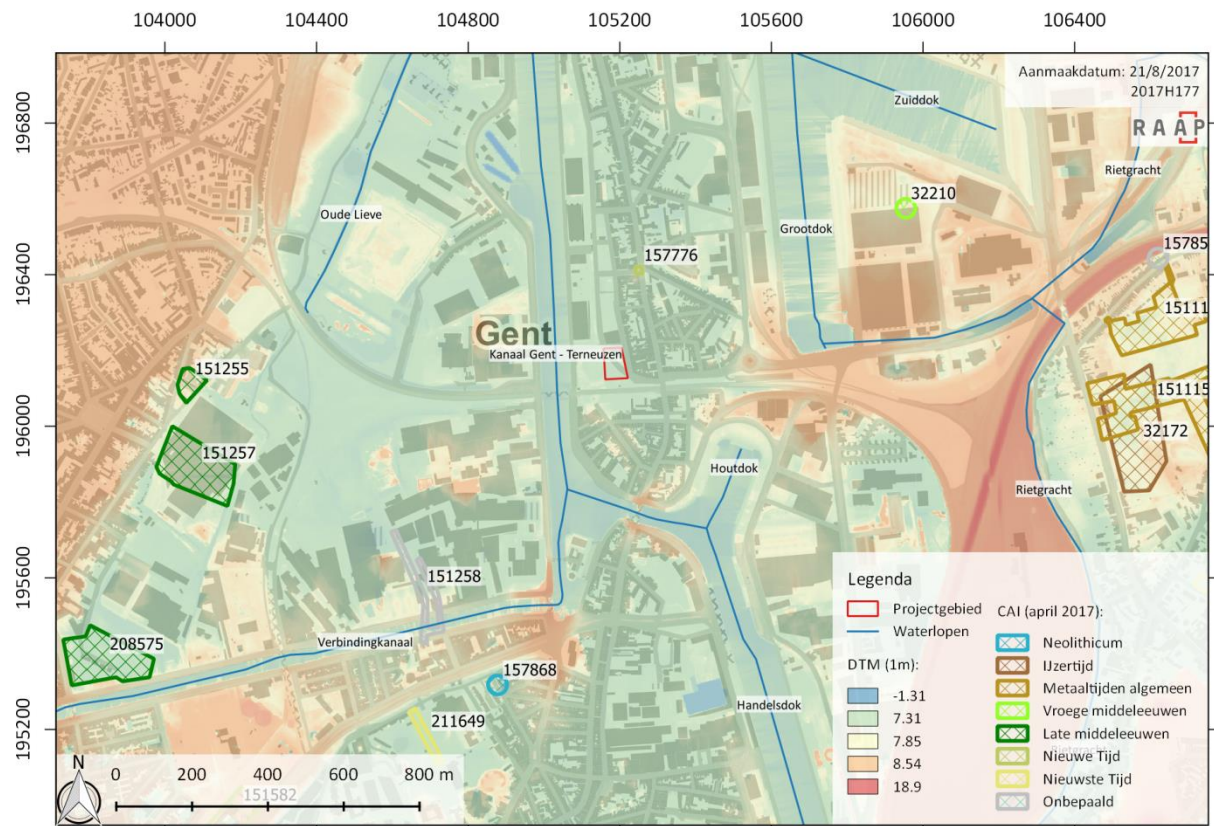 104000 104400 104800 105200 105600 106000 106400
196800
196400
196000
195600
195200
Aanmaakdatum: 21/8/2017
2017H177
RAAP
Zuiddok
Rietgracht
Oude Lieve
32210
Grootdok
157776
15785
15111
Gent
Kanaal Gent - Terneuzen
151255
151115
151257
32172
Houtdok
Rietgracht
151258
Verbindingkanaal
208575
157868
211649
Handelsdok
Rietgracht
N
0 200 400 600 800 m
151582
Legenda
Projectgebied
Waterlopen
DTM (1m):
-1.31
7.31
7.85
8.54
18.9
CAI (april 2017):
Neolithicum
IJzertijd
Metaaltijden algemeen
Vroege middeleeuwen
Late middeleeuwen
Nieuwe Tijd
Nieuwste Tijd
Onbepaald